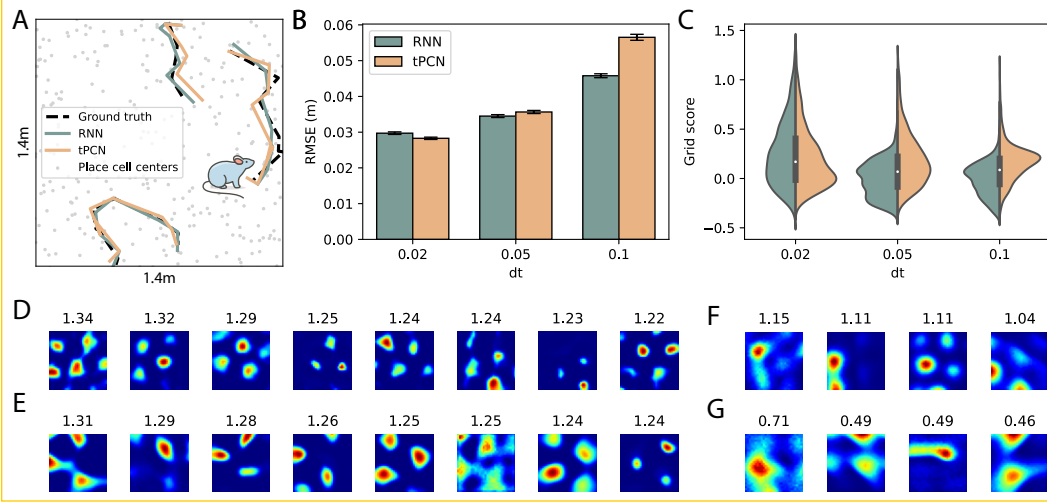 A
1.4m
Ground truth
RNN
tPCN
Place cell centers
1.4m
B
RMSE (m)
0.06
0.05
0.04
0.03
0.02
0.01
0.00
RNN
tPCN
0.02 0.05 0.1
dt
C
Grid score
1.5
1.0
0.5
0.0
−0.5
0.02 0.05 0.1
dt
D
1.34 1.32 1.29 1.25 1.24 1.24 1.23 1.22
E
1.31 1.29 1.28 1.26 1.25 1.25 1.24 1.24
F
1.15 1.11 1.11 1.04
G
0.71 0.49 0.49 0.46